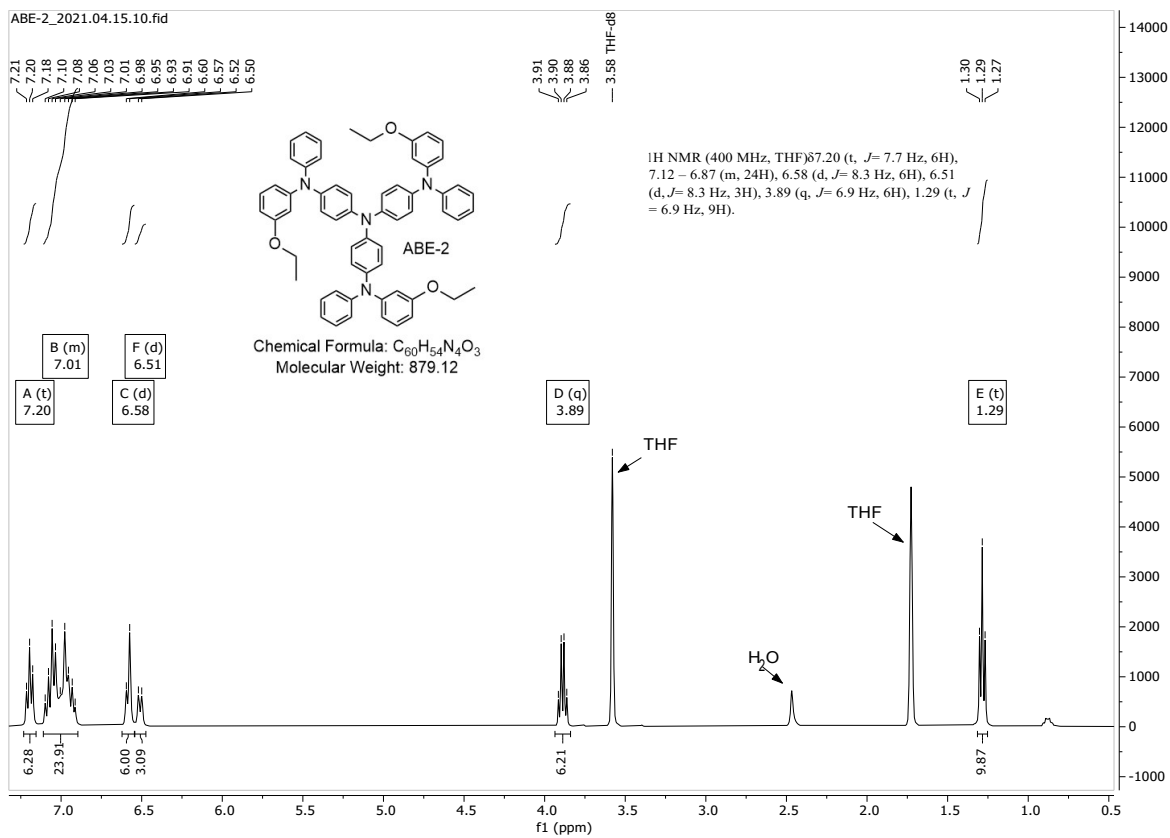 ABE-2_2021.04.15.10.fid
7.21
7.20
7.18
7.10
7.08
7.06
7.03
7.01
6.98
6.95
6.93
6.91
6.60
6.57
6.52
6.50
3.91
3.90
3.88
3.86
3.58 THF-d8
1.30
1.29
1.27
1H NMR (400 MHz, THF)δ7.20 (t, J= 7.7 Hz, 6H),
7.12 – 6.87 (m, 24H), 6.58 (d, J= 8.3 Hz, 6H), 6.51
(d, J= 8.3 Hz, 3H), 3.89 (q, J= 6.9 Hz, 6H), 1.29 (t, J
= 6.9 Hz, 9H).
O
N
N
N
O
ABE-2
N
O
Chemical Formula: C60H54N4O3
Molecular Weight: 879.12
B (m)
7.01
F (d)
6.51
A (t)
7.20
C (d)
6.58
D (q)
3.89
E (t)
1.29
THF
THF
H2O
6.28
23.91
6.00
3.09
6.21
9.87
7.0
6.5
6.0
5.5
5.0
4.5
4.0
3.5
3.0
2.5
2.0
1.5
1.0
0.5
f1 (ppm)
14000
13000
12000
11000
10000
9000
8000
7000
6000
5000
4000
3000
2000
1000
0
-1000